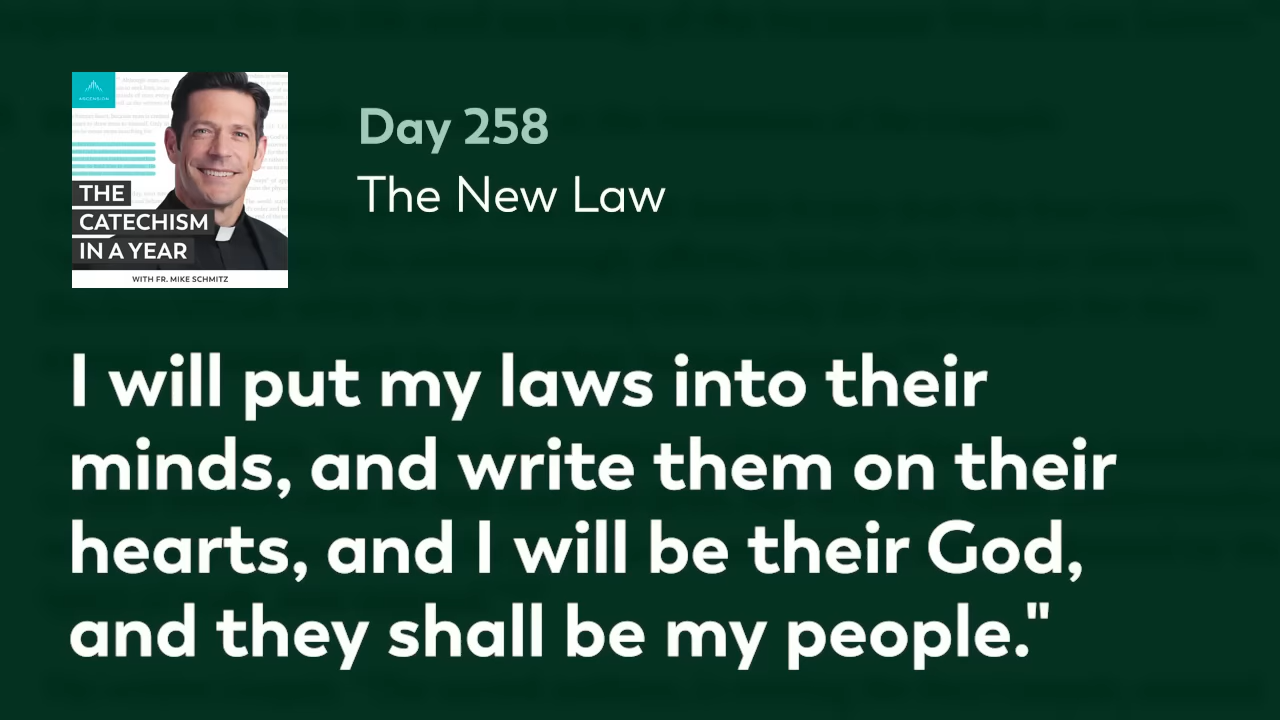 ASCENSION
THE
CATECHISM
IN A YEAR
WITH FR. MIKE SCHMITZ
Day 258
The New Law
I will put my laws into their
minds, and write them on their
hearts, and I will be their God,
and they shall be my people."